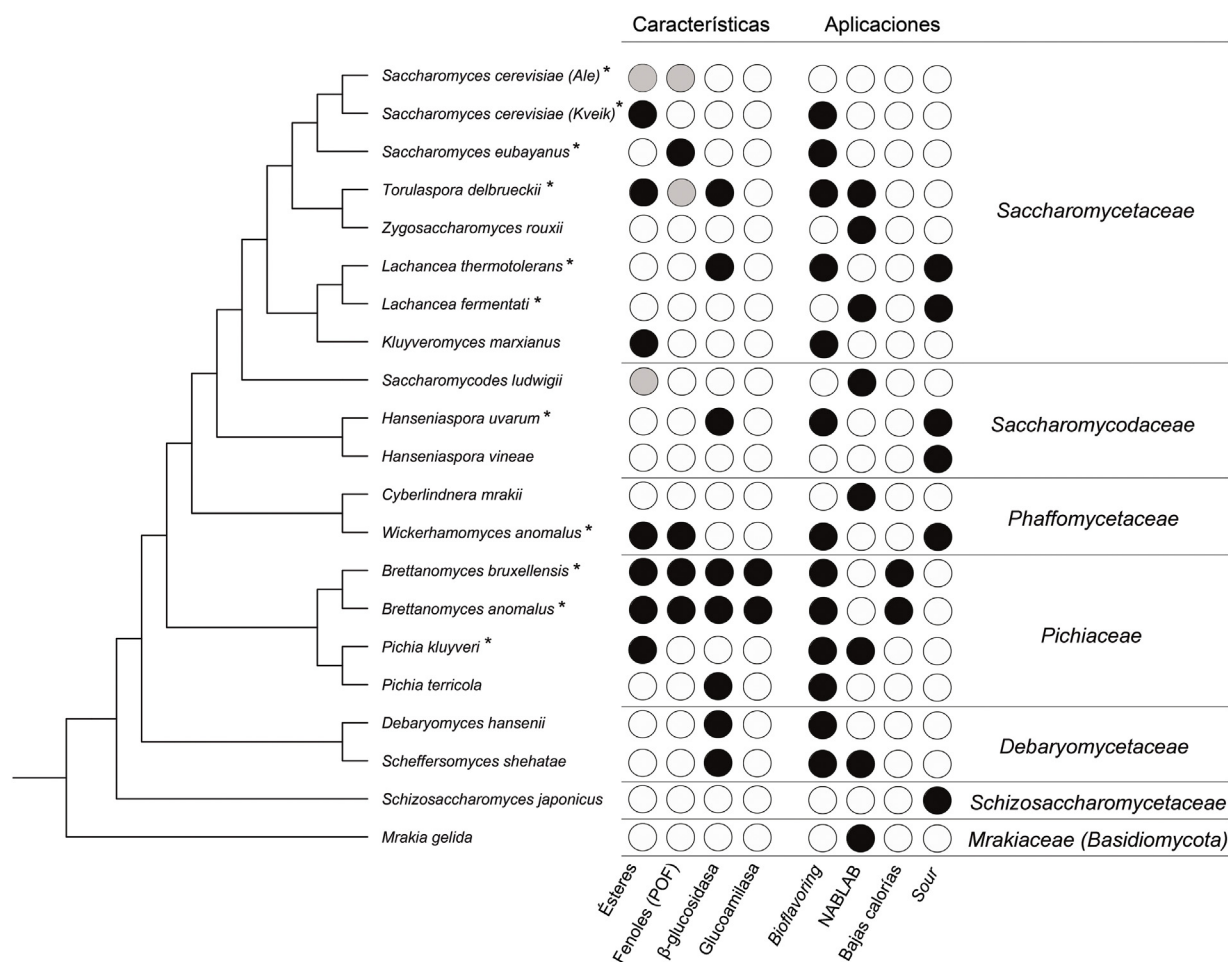 Características Aplicaciones
Saccharomyces cerevisiae (Ale) *
Saccharomyces cerevisiae (Kveik) *
Saccharomyces eubayanus *
Torulaspora delbrueckii *
Zygosaccharomyces rouxii
Lachancea thermotolerans *
Lachancea fermentati *
Kluyveromyces marxianus
Saccharomycetaceae
Saccharomycodes ludwigii
Hanseniaspora uvarum *
Hanseniaspora vineae
Saccharomycodaceae
Cyberlindnera mrakii
Wickerhamomyces anomalus *
Phaffomycetaceae
Brettanomyces bruxellensis *
Brettanomyces anomalus *
Pichia kluyveri *
Pichia terricola
Pichiaceae
Debaryomyces hansenii
Scheffersomyces shehatae
Debaryomycetaceae
Schizosaccharomyces japonicus
Schizosaccharomycetaceae
Mrakia gelida
Mrakiaceae (Basidiomycota)
Ésteres
Fenoles (POF)
β-glucosidasa
Glucoamilasa
Bioflavoring
NABLAB
Bajas calorías
Sour